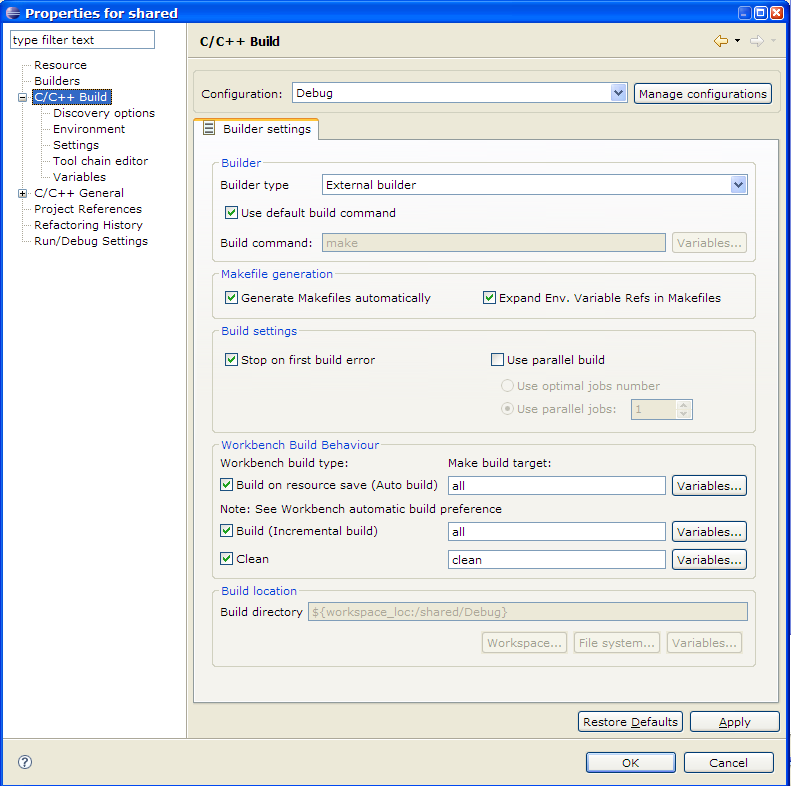 Properties for shared
type filter text
Resource
Builders
C/C++ Build
Discovery options
Environment
Settings
Tool chain editor
Variables
C/C++ General
Project References
Refactoring History
Run/Debug Settings
C/C++ Build
Configuration: Debug Manage configurations
Builder settings
Builder
Builder type External builder
Use default build command
Build command: make Variables...
Makefile generation
Generate Makefiles automatically Expand Env. Variable Refs in Makefiles
Build settings
Stop on first build error Use parallel build
Use optimal jobs number
Use parallel jobs: 1
Workbench Build Behaviour
Workbench build type: Make build target:
Build on resource save (Auto build) all Variables...
Note: See Workbench automatic build preference
Build (Incremental build) all Variables...
Clean clean Variables...
Build location
Build directory ${workspace_loc:/shared/Debug}
Workspace... File system... Variables...
Restore Defaults Apply
? OK Cancel